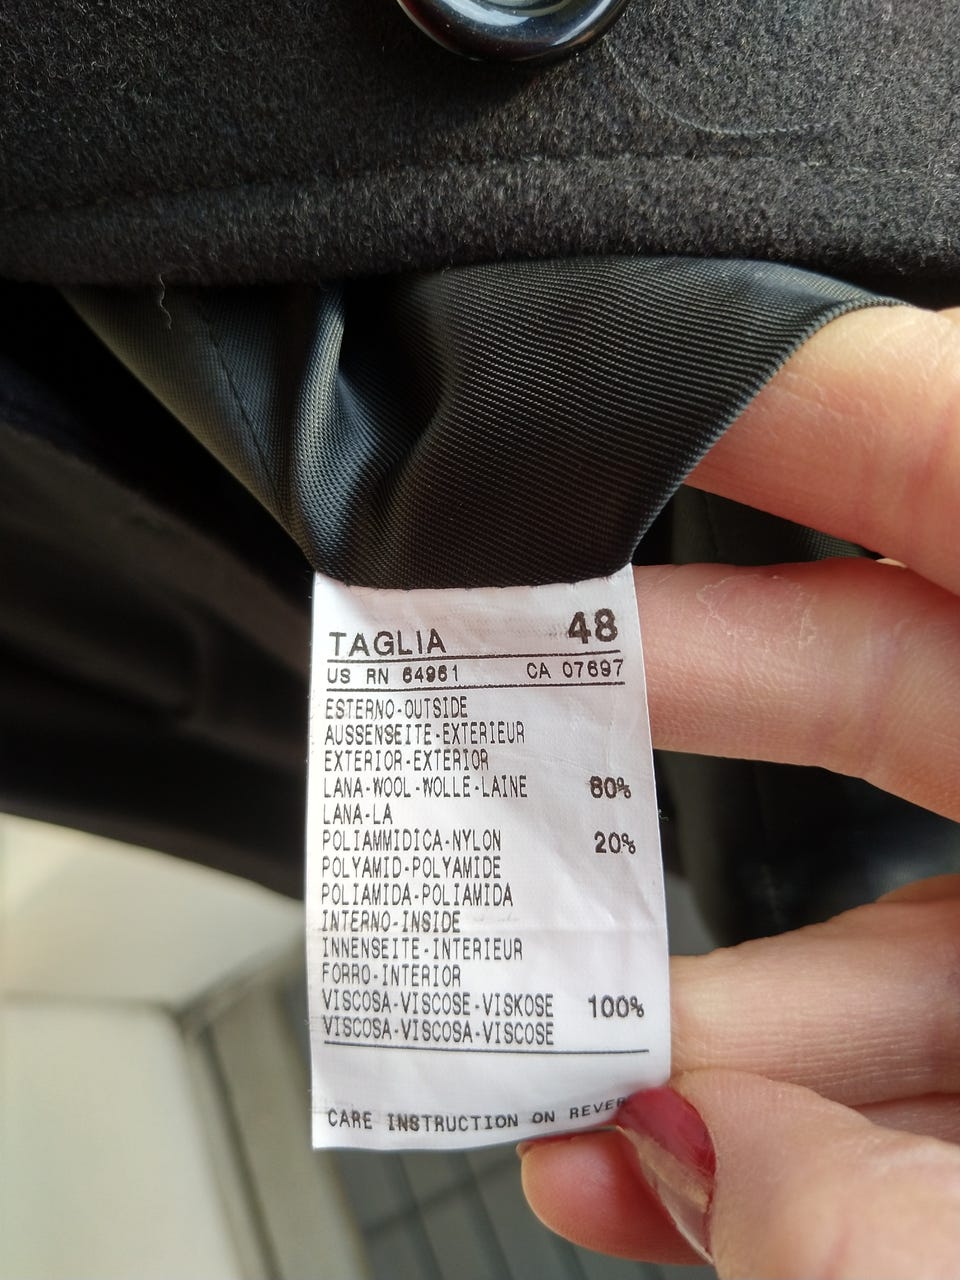 TAGLIA 48
US RN 64961 CA 07697
ESTERNO-OUTSIDE
AUSSENSEITE-EXTERIEUR
EXTERIOR-EXTERIOR
LANA-WOOL-WOLLE-LAINE 80%
LANA-LA
POLIAMMIDICA-NYLON 20%
POLYAMID-POLYAMIDE
POLIAMIDA-POLIAMIDA
INTERNO-INSIDE
INNENSEITE-INTERIEUR
FORRO-INTERIOR
VISCOSA-VISCOSE-VISKOSE 100%
VISCOSA-VISCOSA-VISCOSE
CARE INSTRUCTION ON REVER